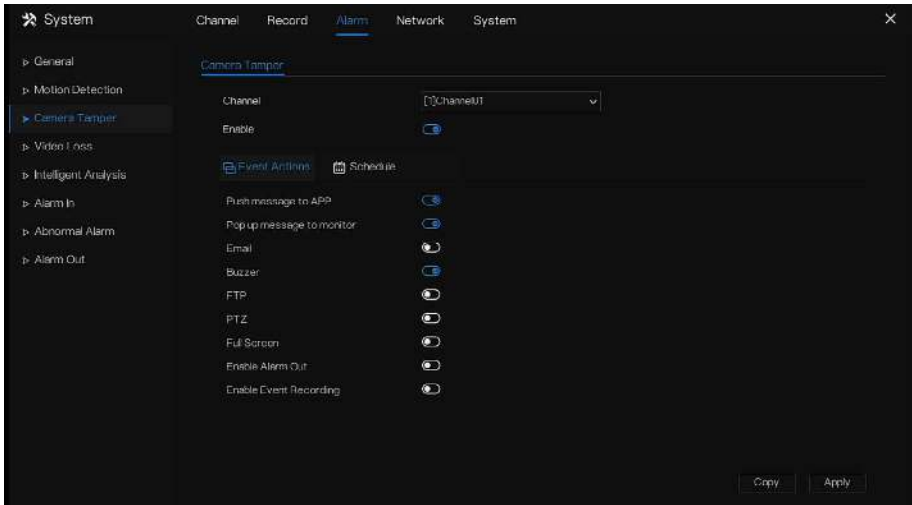 System
Channel Record Alarm Network System
General
Motion Detection
Camera Tamper
Video Loss
Intelligent Analysis
Alarm In
Abnormal Alarm
Alarm Out
Camera Tamper
Channel [1]Channel01
Enable
Event Actions Schedule
Push message to APP
Pop up message to monitor
Email
Buzzer
FTP
PTZ
Full Screen
Enable Alarm Out
Enable Event Recording
Copy Apply